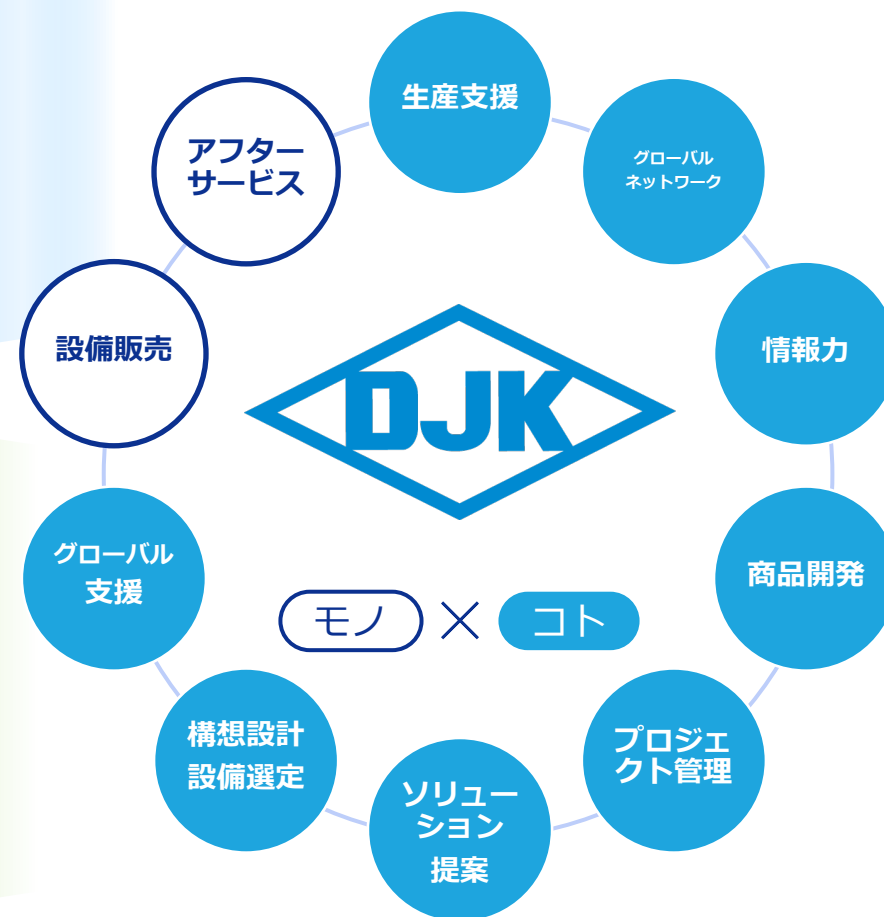 生産支援
グローバル
ネットワーク
情報力
商品開発
プロジェ
クト管理
ソリュー
ション
提案
構想設計
設備選定
グローバル
支援
設備販売
アフター
サービス
DJK
モノ × コト